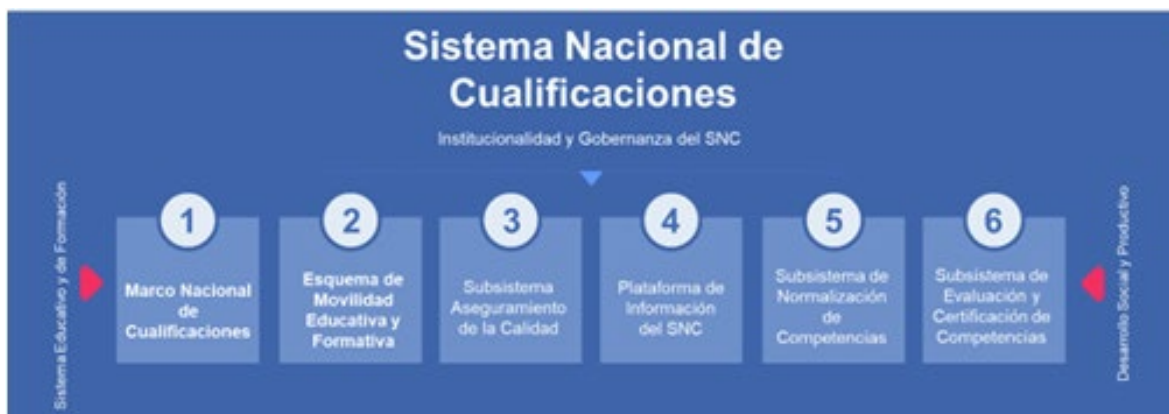 Sistema Nacional de
Cualificaciones
Institucionalidad y Gobernanza del SNC
Sistema Educativo y de Formación
1
Marco Nacional
de
Cualificaciones
2
Esquema de
Movilidad
Educativa y
Formativa
3
Subsistema
Aseguramiento
de la Calidad
4
Plataforma de
Información
del SNC
5
Subsistema de
Normalización
de
Competencias
6
Subsistema de
Evaluación y
Certificación de
Competencias
Desarrollo Social y Productivo